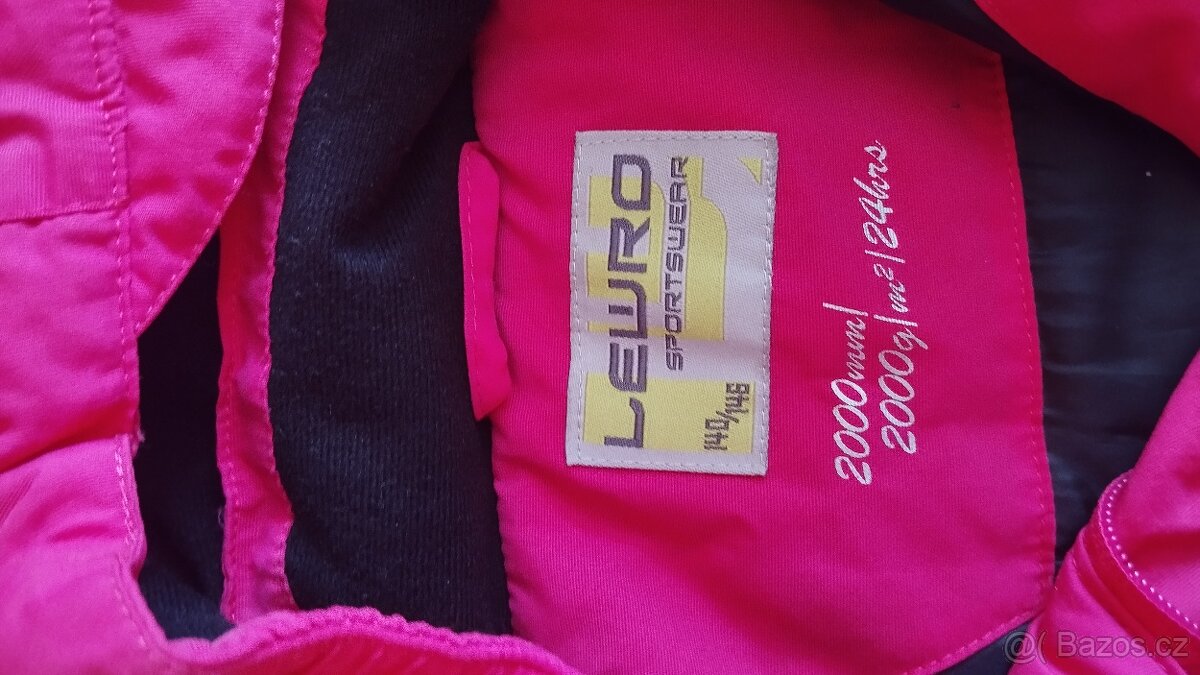 LEWRO
SPORTSWEAR
140/146
2000mm/
2000g/m²/24hrs
Bazos.cz